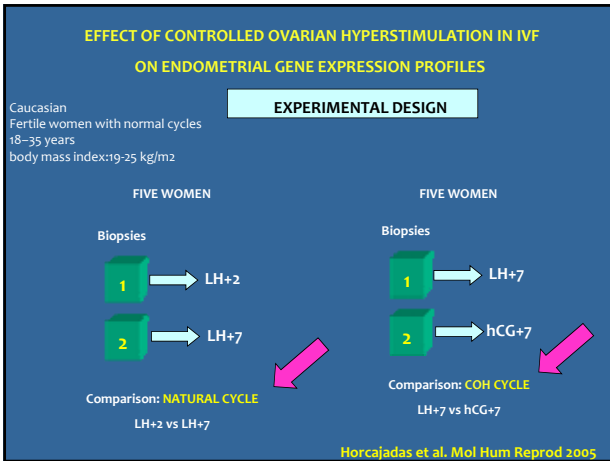 EFFECT OF CONTROLLED OVARIAN HYPERSTIMULATION IN IVF
ON ENDOMETRIAL GENE EXPRESSION PROFILES
EXPERIMENTAL DESIGN
Caucasian
Fertile women with normal cycles
18–35 years
body mass index:19-25 kg/m2
FIVE WOMEN
Biopsies
1
LH+2
2
LH+7
Comparison: NATURAL CYCLE
LH+2 vs LH+7
FIVE WOMEN
Biopsies
1
LH+7
2
hCG+7
Comparison: COH CYCLE
LH+7 vs hCG+7
Horcajadas et al. Mol Hum Reprod 2005